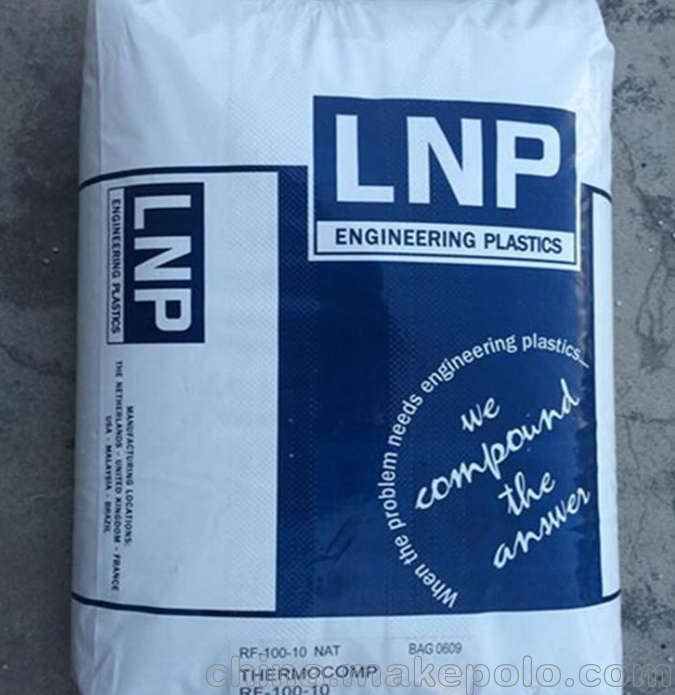 LNP
ENGINEERING PLASTICS
LNP
ENGINEERING PLASTICS
MANUFACTURING LOCATIONS:
THE NETHERLANDS - UNITED KINGDOM - FRANCE
USA - MALAYSIA - BRAZIL
When the problem needs engineering plastics...
we
compound
the
answer
RF-100-10 NAT BAG 0609
THERMOCOMP
RF-100-10
china.makepolo.com